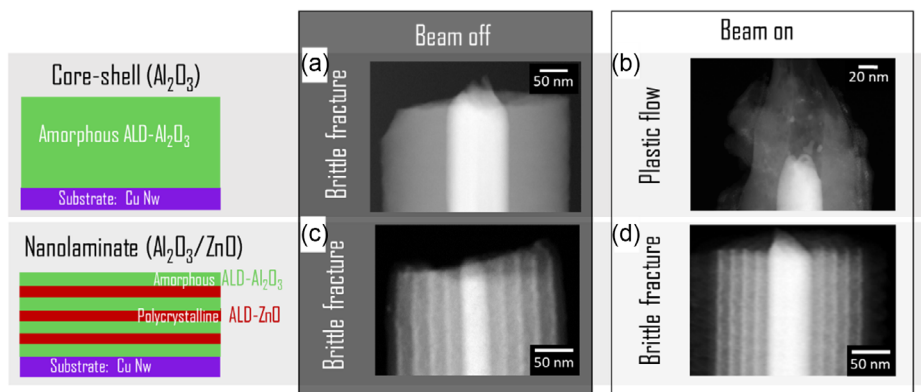 Beam off
Beam on
Core-shell (Al₂O₃)
Amorphous ALD-Al₂O₃
Substrate: Cu Nw
(a)
Brittle fracture
50 nm
(b)
Plastic flow
20 nm
Nanolaminate (Al₂O₃/ZnO)
Amorphous ALD-Al₂O₃
Polycrystalline ALD-ZnO
Substrate: Cu Nw
(c)
Brittle fracture
50 nm
(d)
Brittle fracture
50 nm